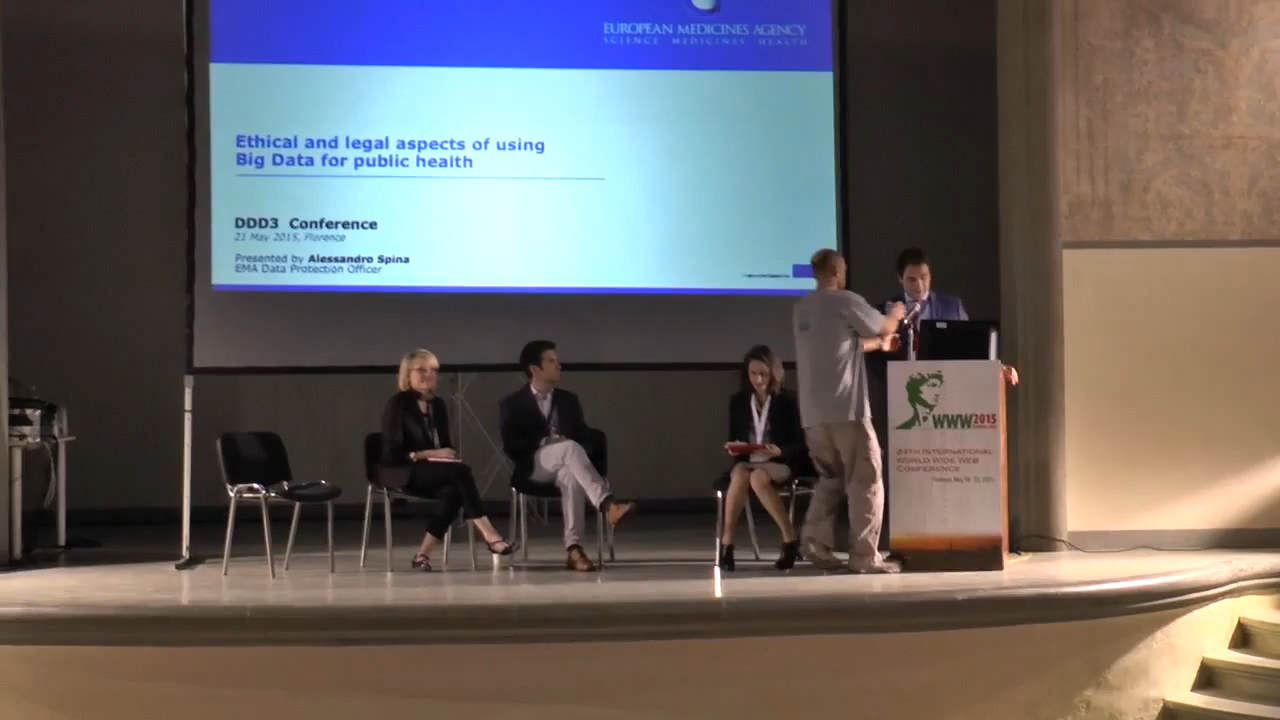 EUROPEAN MEDICINES AGENCY
SCIENCE MEDICINES HEALTH
Ethical and legal aspects of using
Big Data for public health
DDD3 Conference
21 May 2015, Florence
Presented by Alessandro Spina
EMA Data Protection Officer
WWW2015
24TH INTERNATIONAL
WORLD WIDE WEB
CONFERENCE